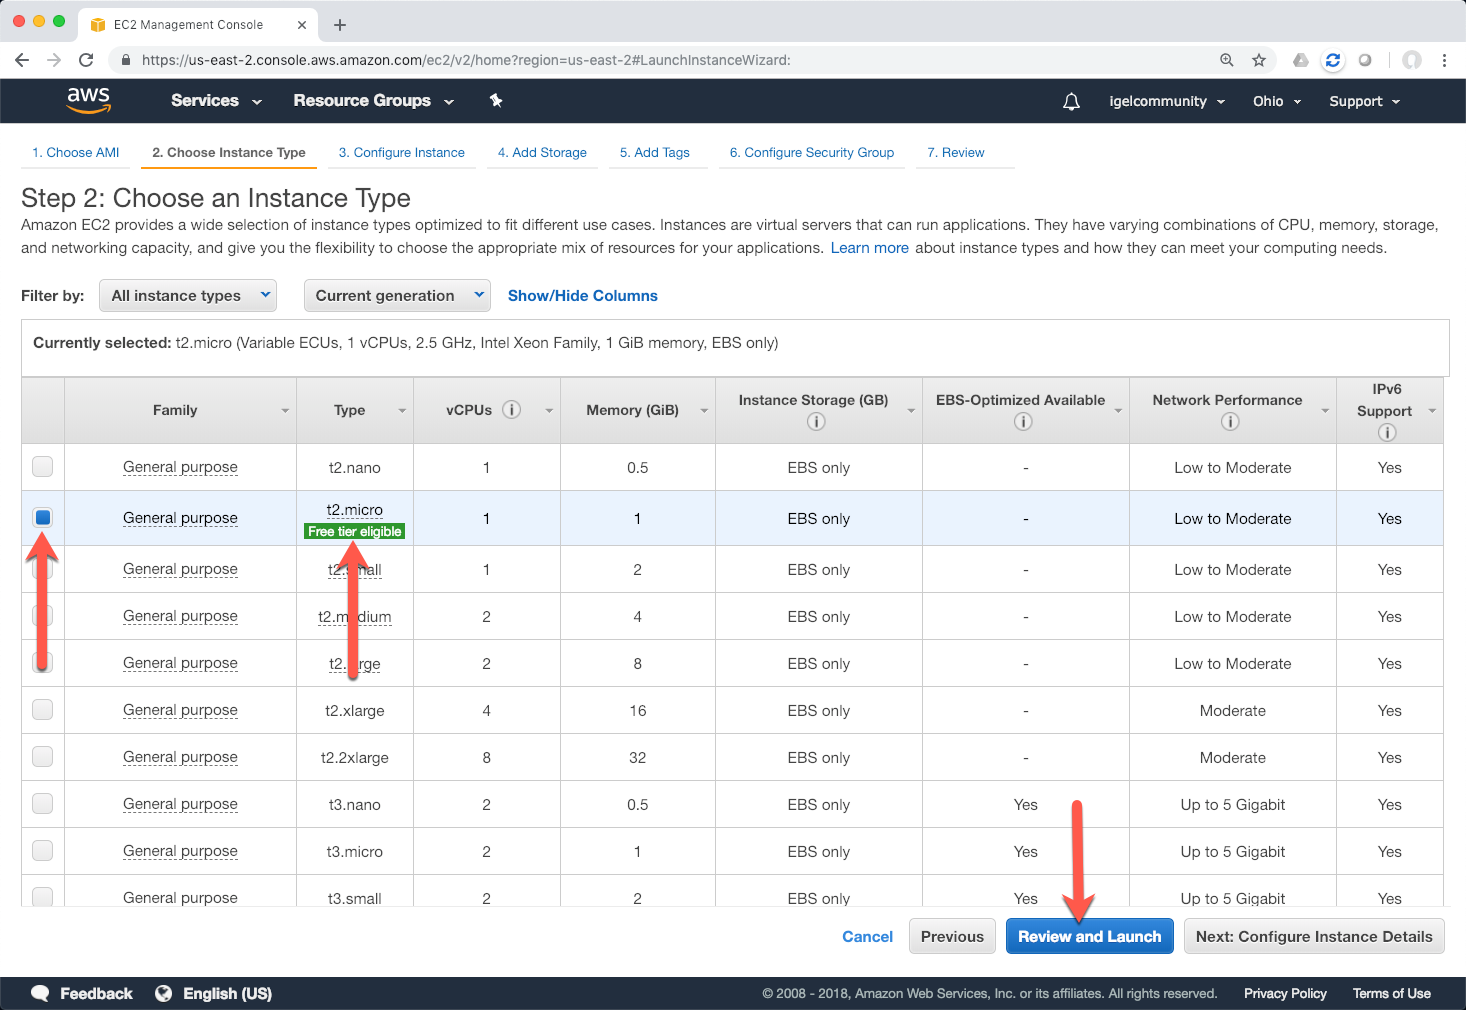 EC2 Management Console
https://us-east-2.console.aws.amazon.com/ec2/v2/home?region=us-east-2#LaunchInstanceWizard:
aws Services Resource Groups igelcommunity Ohio Support
1. Choose AMI 2. Choose Instance Type 3. Configure Instance 4. Add Storage 5. Add Tags 6. Configure Security Group 7. Review
Step 2: Choose an Instance Type
Amazon EC2 provides a wide selection of instance types optimized to fit different use cases. Instances are virtual servers that can run applications. They have varying combinations of CPU, memory, storage,
and networking capacity, and give you the flexibility to choose the appropriate mix of resources for your applications. Learn more about instance types and how they can meet your computing needs.
Filter by: All instance types Current generation Show/Hide Columns
Currently selected: t2.micro (Variable ECUs, 1 vCPUs, 2.5 GHz, Intel Xeon Family, 1 GiB memory, EBS only)
Family Type vCPUs Memory (GiB) Instance Storage (GB) EBS-Optimized Available Network Performance IPv6 Support
General purpose t2.nano 1 0.5 EBS only - Low to Moderate Yes
General purpose t2.micro 1 1 EBS only - Low to Moderate Yes
Free tier eligible
General purpose t2.small 1 2 EBS only - Low to Moderate Yes
General purpose t2.medium 2 4 EBS only - Low to Moderate Yes
General purpose t2.large 2 8 EBS only - Low to Moderate Yes
General purpose t2.xlarge 4 16 EBS only - Moderate Yes
General purpose t2.2xlarge 8 32 EBS only - Moderate Yes
General purpose t3.nano 2 0.5 EBS only Yes Up to 5 Gigabit Yes
General purpose t3.micro 2 1 EBS only Yes Up to 5 Gigabit Yes
General purpose t3.small 2 2 EBS only Yes Up to 5 Gigabit Yes
Cancel Previous Review and Launch Next: Configure Instance Details
Feedback English (US) © 2008 - 2018, Amazon Web Services, Inc. or its affiliates. All rights reserved. Privacy Policy Terms of Use